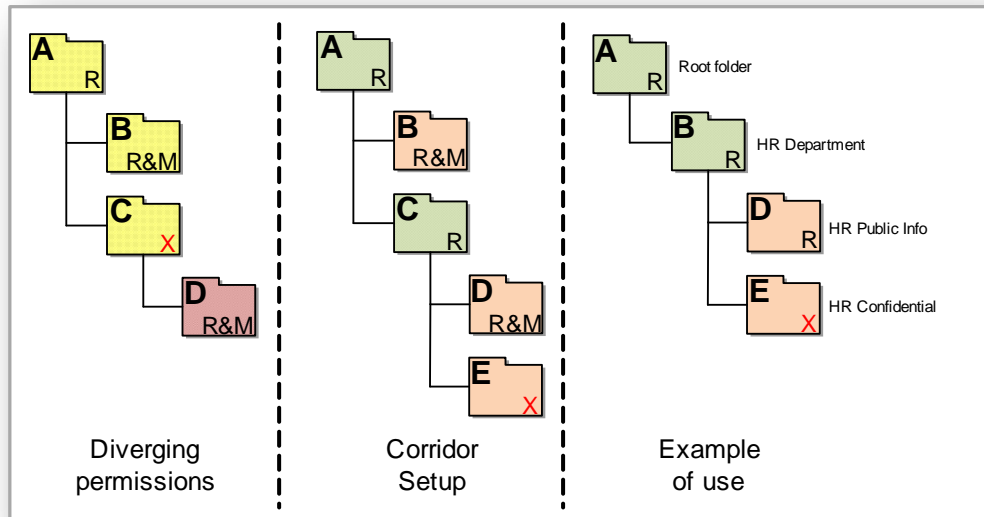 A
R
B
R&M
C
X
D
R&M
Diverging
permissions
A
R
B
R&M
C
R
D
R&M
E
X
Corridor
Setup
A
R
Root folder
B
R
HR Department
D
R
HR Public Info
E
X
HR Confidential
Example
of use